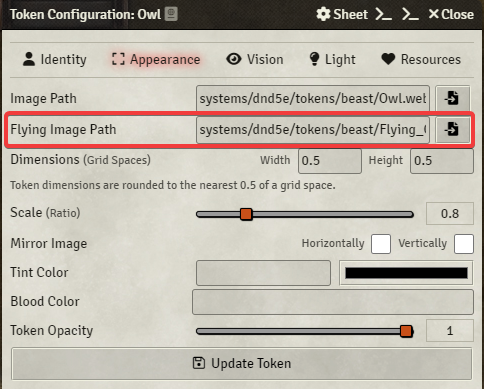 Token Configuration: Owl Sheet Close
Identity Appearance Vision Light Resources
Image Path systems/dnd5e/tokens/beast/Owl.wel
Flying Image Path systems/dnd5e/tokens/beast/Flying_
Dimensions (Grid Spaces) Width 0.5 Height 0.5
Token dimensions are rounded to the nearest 0.5 of a grid space.
Scale (Ratio) 0.8
Mirror Image Horizontally Vertically
Tint Color
Blood Color
Token Opacity 1
Update Token